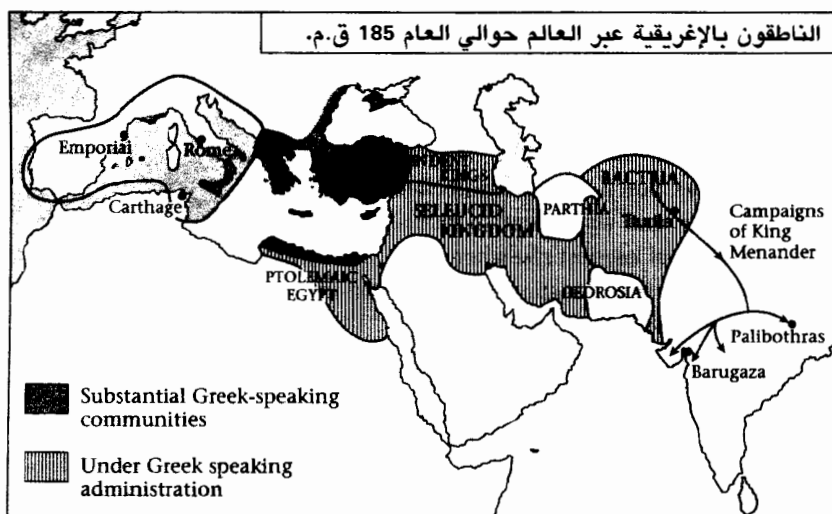 الناطقون بالإغريقية عبر العالم حوالي العام 185 ق.م.
Emporiai
Rome
Carthage
KINGS
SELEUCID
KINGDOM
PARTHIA
BACTRIA
Campaigns
of King
Menander
PTOLEMAIC
EGYPT
GEDROSIA
Palibothras
Barugaza
Substantial Greek-speaking
communities
Under Greek speaking
administration